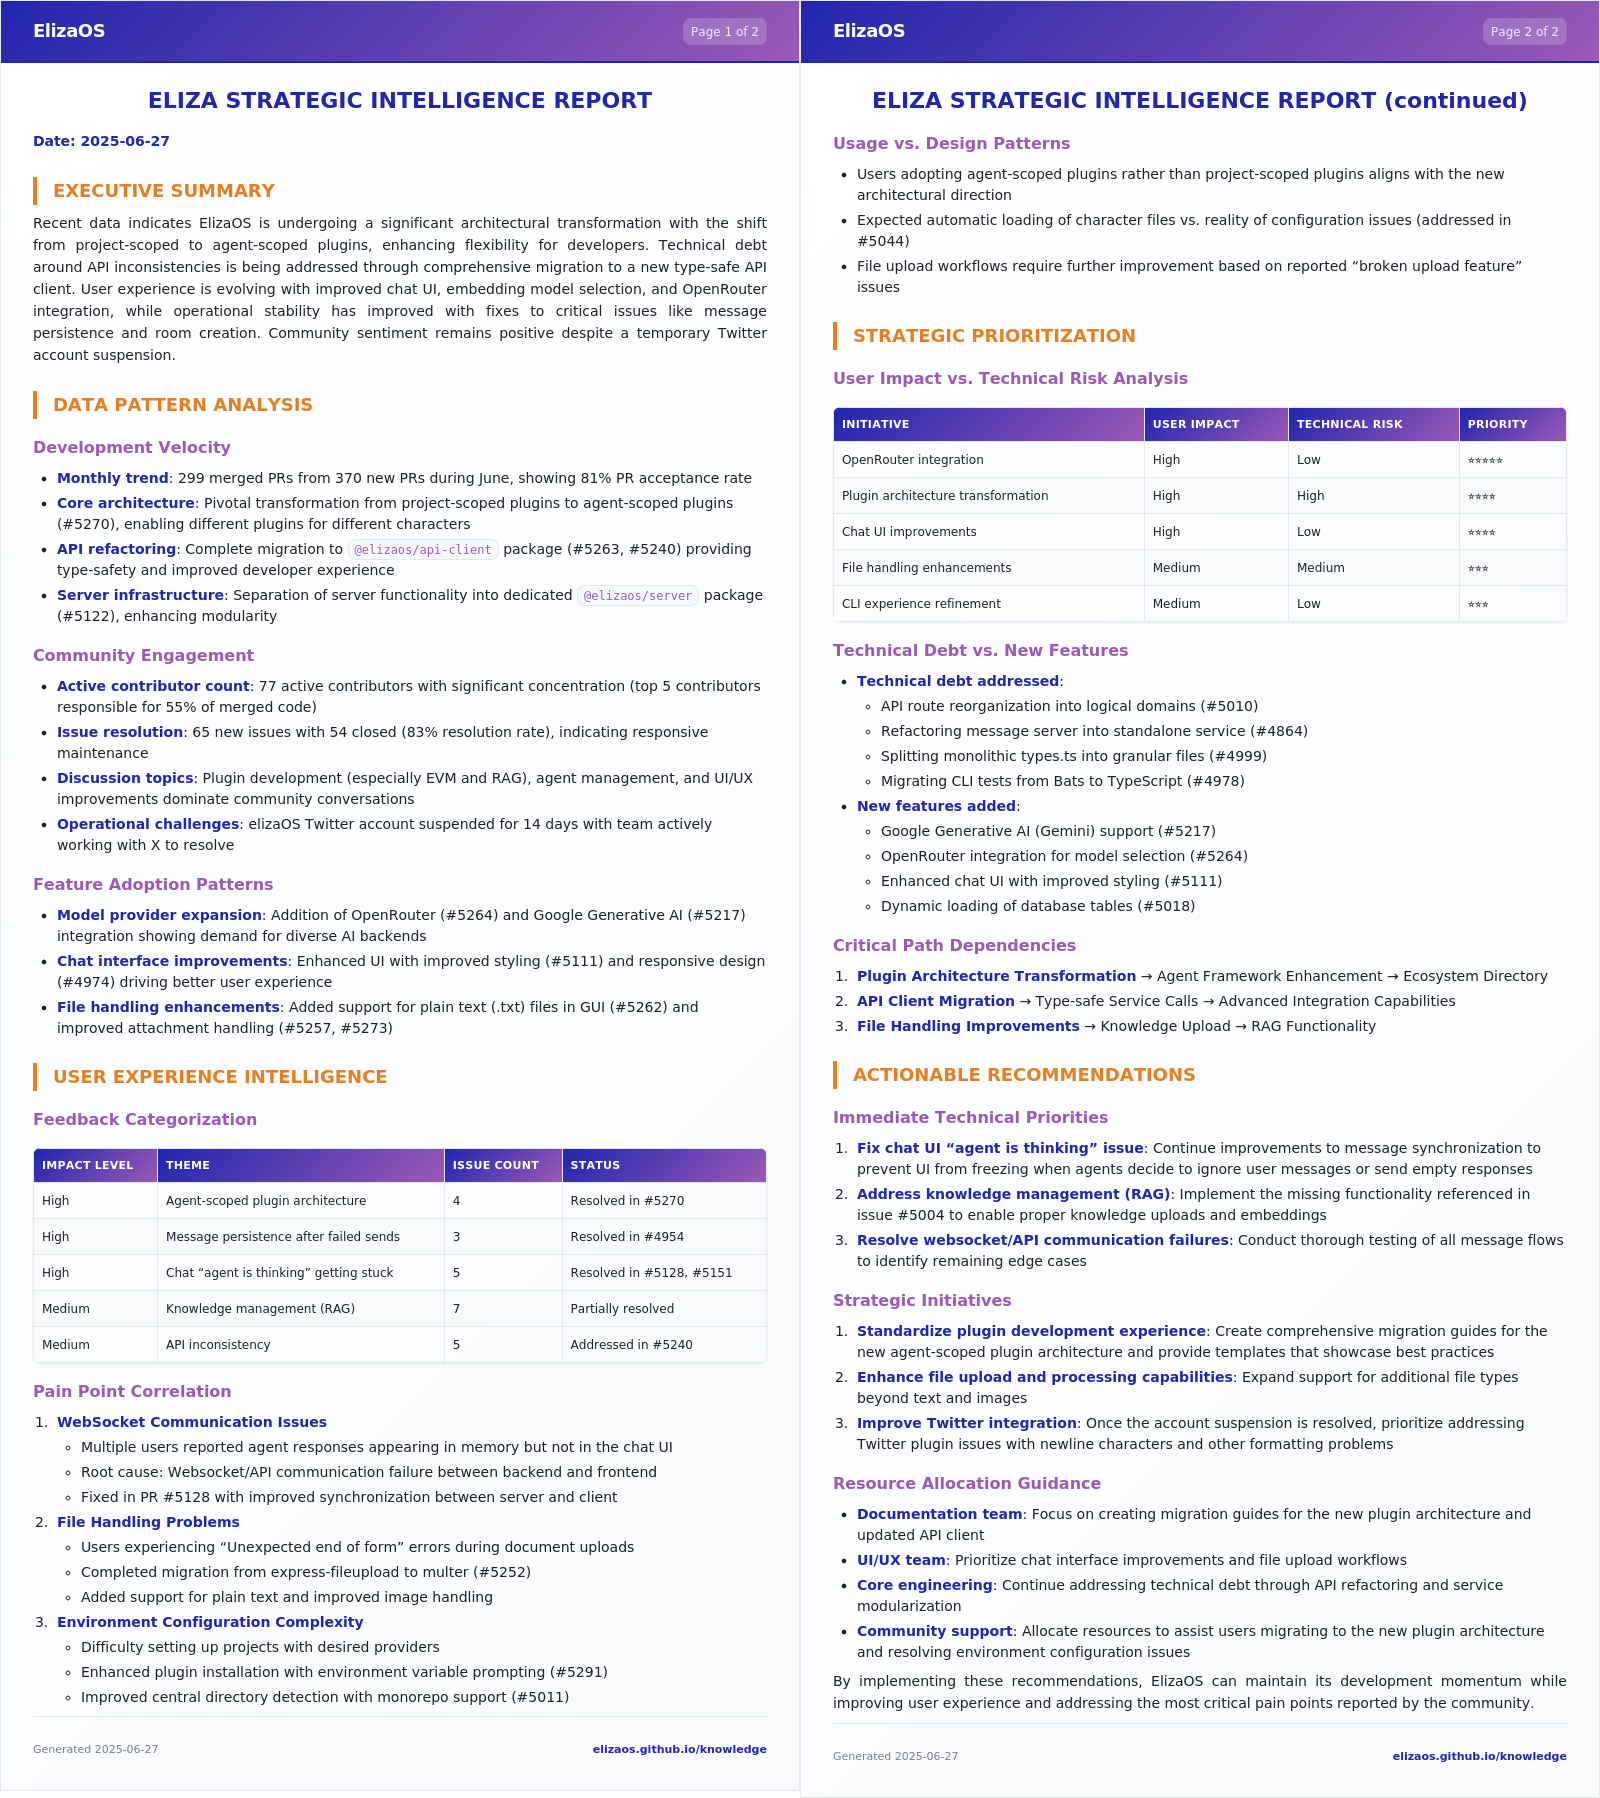 ElizaOS
Page 1 of 2
ELIZA STRATEGIC INTELLIGENCE REPORT
Date: 2025-06-27
EXECUTIVE SUMMARY
Recent data indicates ElizaOS is undergoing a significant architectural transformation with the shift
from project-scoped to agent-scoped plugins, enhancing flexibility for developers. Technical debt
around API inconsistencies is being addressed through comprehensive migration to a new type-safe API
client. User experience is evolving with improved chat UI, embedding model selection, and OpenRouter
integration, while operational stability has improved with fixes to critical issues like message
persistence and room creation. Community sentiment remains positive despite a temporary Twitter
account suspension.
DATA PATTERN ANALYSIS
Development Velocity
• Monthly trend: 299 merged PRs from 370 new PRs during June, showing 81% PR acceptance rate
• Core architecture: Pivotal transformation from project-scoped plugins to agent-scoped plugins
(#5270), enabling different plugins for different characters
• API refactoring: Complete migration to @elizaos/api-client package (#5263, #5240) providing
type-safety and improved developer experience
• Server infrastructure: Separation of server functionality into dedicated @elizaos/server package
(#5122), enhancing modularity
Community Engagement
• Active contributor count: 77 active contributors with significant concentration (top 5 contributors
responsible for 55% of merged code)
• Issue resolution: 65 new issues with 54 closed (83% resolution rate), indicating responsive
maintenance
• Discussion topics: Plugin development (especially EVM and RAG), agent management, and UI/UX
improvements dominate community conversations
• Operational challenges: elizaOS Twitter account suspended for 14 days with team actively
working with X to resolve
Feature Adoption Patterns
• Model provider expansion: Addition of OpenRouter (#5264) and Google Generative AI (#5217)
integration showing demand for diverse AI backends
• Chat interface improvements: Enhanced UI with improved styling (#5111) and responsive design
(#4974) driving better user experience
• File handling enhancements: Added support for plain text (.txt) files in GUI (#5262) and
improved attachment handling (#5257, #5273)
USER EXPERIENCE INTELLIGENCE
Feedback Categorization
IMPACT LEVEL THEME ISSUE COUNT STATUS
High Agent-scoped plugin architecture 4 Resolved in #5270
High Message persistence after failed sends 3 Resolved in #4954
High Chat “agent is thinking” getting stuck 5 Resolved in #5128, #5151
Medium Knowledge management (RAG) 7 Partially resolved
Medium API inconsistency 5 Addressed in #5240
Pain Point Correlation
1. WebSocket Communication Issues
◦ Multiple users reported agent responses appearing in memory but not in the chat UI
◦ Root cause: Websocket/API communication failure between backend and frontend
◦ Fixed in PR #5128 with improved synchronization between server and client
2. File Handling Problems
◦ Users experiencing “Unexpected end of form” errors during document uploads
◦ Completed migration from express-fileupload to multer (#5252)
◦ Added support for plain text and improved image handling
3. Environment Configuration Complexity
◦ Difficulty setting up projects with desired providers
◦ Enhanced plugin installation with environment variable prompting (#5291)
◦ Improved central directory detection with monorepo support (#5011)
Generated 2025-06-27
elizaos.github.io/knowledge
ElizaOS
Page 2 of 2
ELIZA STRATEGIC INTELLIGENCE REPORT (continued)
Usage vs. Design Patterns
• Users adopting agent-scoped plugins rather than project-scoped plugins aligns with the new
architectural direction
• Expected automatic loading of character files vs. reality of configuration issues (addressed in
#5044)
• File upload workflows require further improvement based on reported “broken upload feature”
issues
STRATEGIC PRIORITIZATION
User Impact vs. Technical Risk Analysis
INITIATIVE USER IMPACT TECHNICAL RISK PRIORITY
OpenRouter integration High Low ⭐⭐⭐⭐⭐
Plugin architecture transformation High High ⭐⭐⭐⭐
Chat UI improvements High Low ⭐⭐⭐⭐
File handling enhancements Medium Medium ⭐⭐⭐
CLI experience refinement Medium Low ⭐⭐⭐
Technical Debt vs. New Features
• Technical debt addressed:
◦ API route reorganization into logical domains (#5010)
◦ Refactoring message server into standalone service (#4864)
◦ Splitting monolithic types.ts into granular files (#4999)
◦ Migrating CLI tests from Bats to TypeScript (#4978)
• New features added:
◦ Google Generative AI (Gemini) support (#5217)
◦ OpenRouter integration for model selection (#5264)
◦ Enhanced chat UI with improved styling (#5111)
◦ Dynamic loading of database tables (#5018)
Critical Path Dependencies
1. Plugin Architecture Transformation → Agent Framework Enhancement → Ecosystem Directory
2. API Client Migration → Type-safe Service Calls → Advanced Integration Capabilities
3. File Handling Improvements → Knowledge Upload → RAG Functionality
ACTIONABLE RECOMMENDATIONS
Immediate Technical Priorities
1. Fix chat UI “agent is thinking” issue: Continue improvements to message synchronization to
prevent UI from freezing when agents decide to ignore user messages or send empty responses
2. Address knowledge management (RAG): Implement the missing functionality referenced in
issue #5004 to enable proper knowledge uploads and embeddings
3. Resolve websocket/API communication failures: Conduct thorough testing of all message flows
to identify remaining edge cases
Strategic Initiatives
1. Standardize plugin development experience: Create comprehensive migration guides for the
new agent-scoped plugin architecture and provide templates that showcase best practices
2. Enhance file upload and processing capabilities: Expand support for additional file types
beyond text and images
3. Improve Twitter integration: Once the account suspension is resolved, prioritize addressing
Twitter plugin issues with newline characters and other formatting problems
Resource Allocation Guidance
• Documentation team: Focus on creating migration guides for the new plugin architecture and
updated API client
• UI/UX team: Prioritize chat interface improvements and file upload workflows
• Core engineering: Continue addressing technical debt through API refactoring and service
modularization
• Community support: Allocate resources to assist users migrating to the new plugin architecture
and resolving environment configuration issues
By implementing these recommendations, ElizaOS can maintain its development momentum while
improving user experience and addressing the most critical pain points reported by the community.
Generated 2025-06-27
elizaos.github.io/knowledge